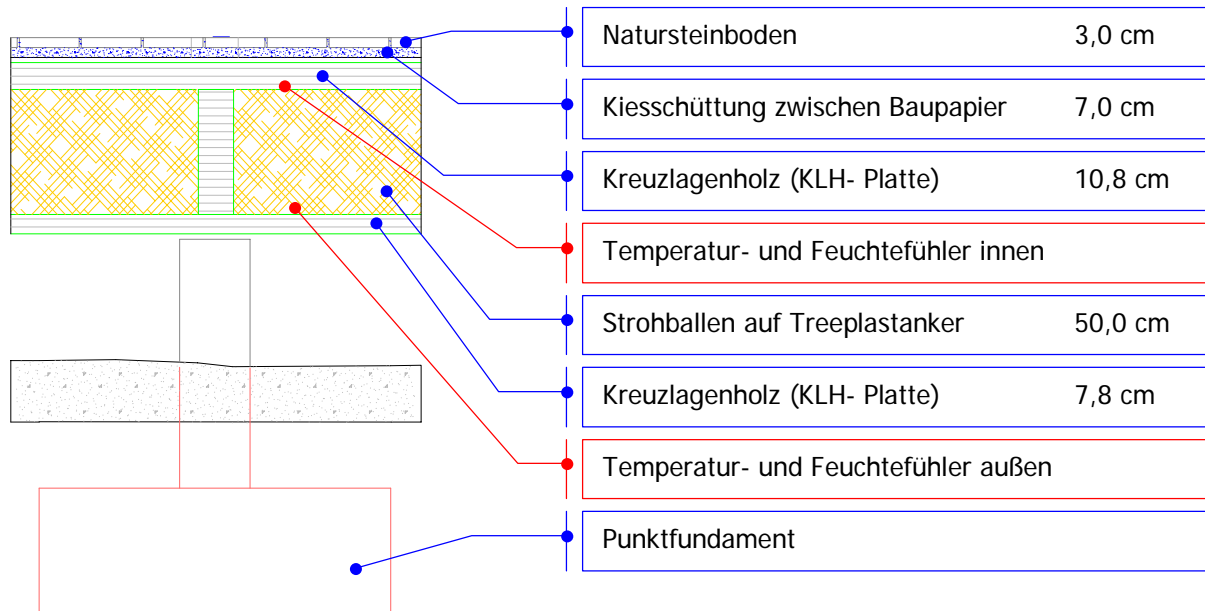 Natursteinboden 3,0 cm
Kiesschüttung zwischen Baupapier 7,0 cm
Kreuzlagenholz (KLH- Platte) 10,8 cm
Temperatur- und Feuchtefühler innen
Strohballen auf Treeplastanker 50,0 cm
Kreuzlagenholz (KLH- Platte) 7,8 cm
Temperatur- und Feuchtefühler außen
Punktfundament